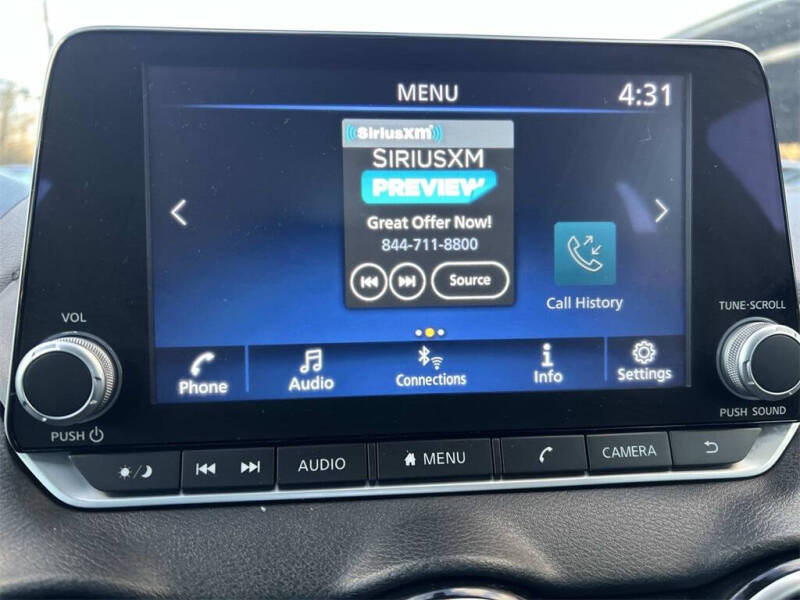 MENU
4:31
SiriusXm
SIRIUSXM
PREVIEW
Great Offer Now!
844-711-8800
Source
Call History
Phone
Audio
Connections
Info
Settings
VOL
PUSH
TUNE·SCROLL
PUSH SOUND
AUDIO
MENU
CAMERA